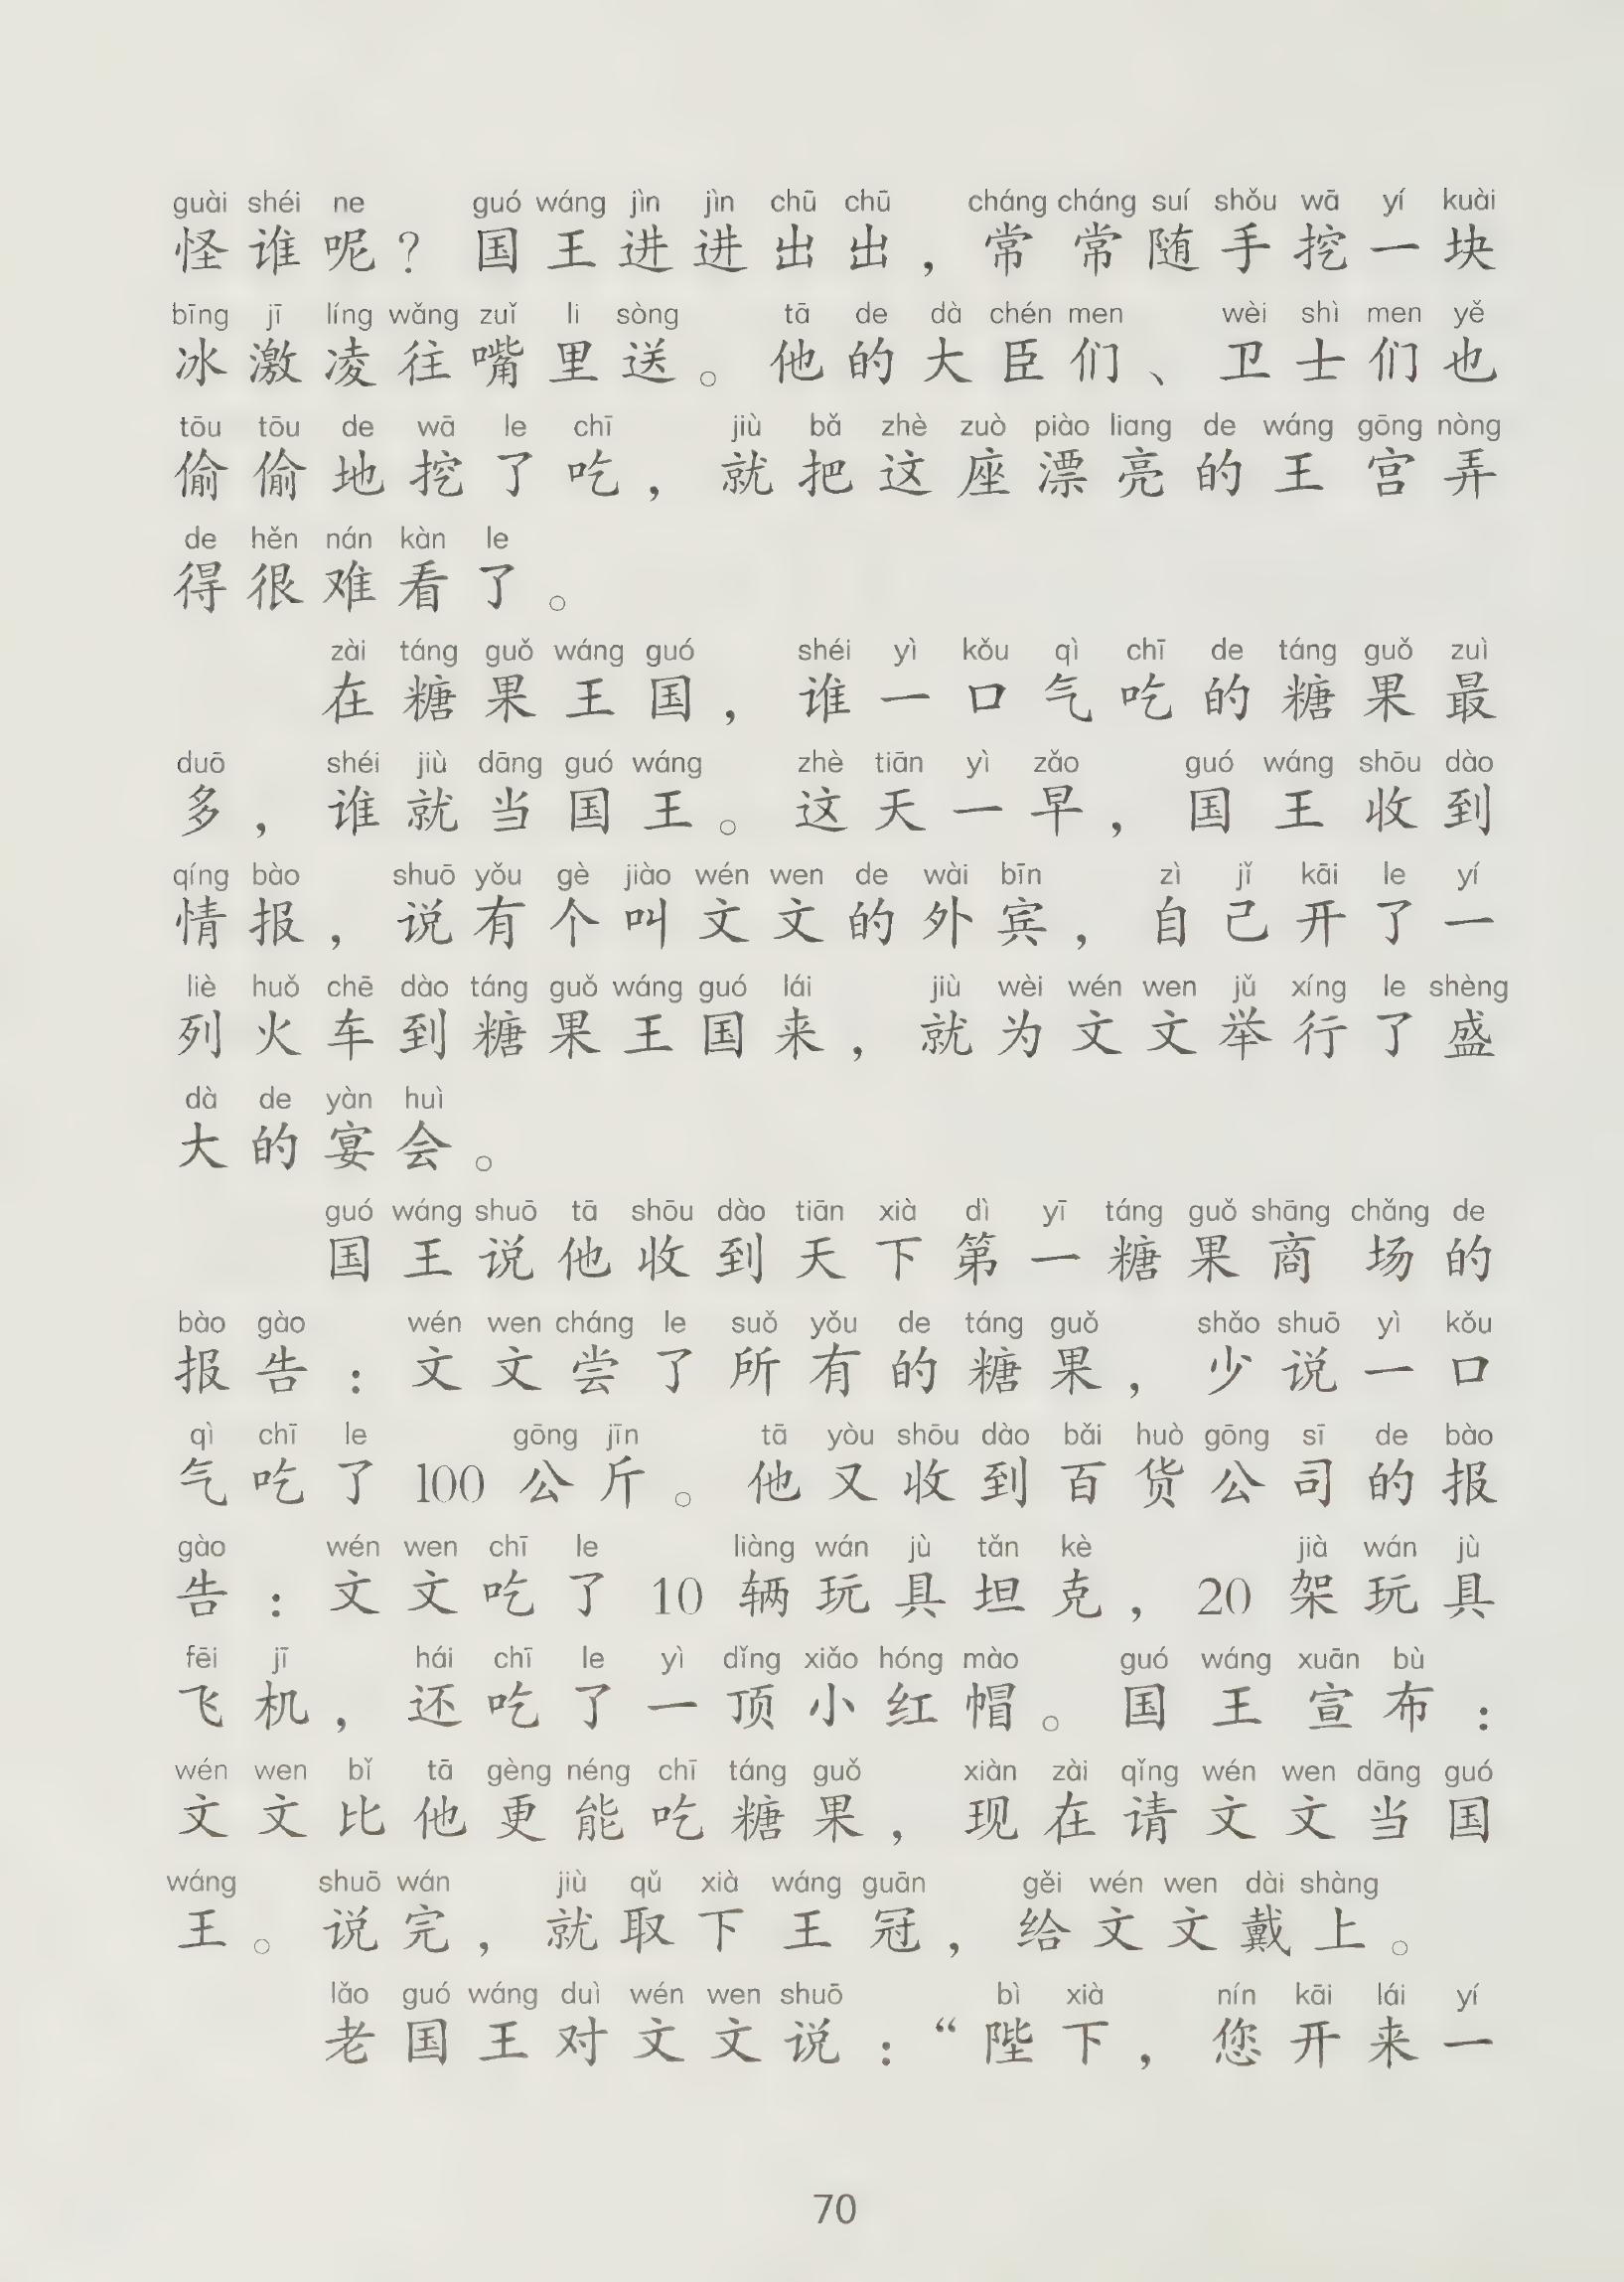 guài shéi ne guó wáng jìn jìn chū chū cháng cháng suí shǒu wā yí kuài
怪谁呢？国王进进出出，常常随手挖一块
bīng jī líng wǎng zuǐ li sòng tā de dà chén men wèi shì men yě
冰激凌往嘴里送。他的大臣们、卫士们也
tōu tōu de wā le chī jiù bǎ zhè zuò piào liang de wáng gōng nòng
偷偷地挖了吃，就把这座漂亮的王宫弄
de hěn nán kàn le
得很难看了。
zài táng guǒ wáng guó shéi yì kǒu qì chī de táng guǒ zuì
在糖果王国，谁一口气吃的糖果最
duō shéi jiù dāng guó wáng zhè tiān yì zǎo guó wáng shōu dào
多，谁就当国王。这天一早，国王收到
qíng bào shuō yǒu gè jiào wén wen de wài bīn zì jǐ kāi le yí
情报，说有个叫文文的外宾，自己开了一
liè huǒ chē dào táng guǒ wáng guó lái jiù wèi wén wen jǔ xíng le shèng
列火车到糖果王国来，就为文文举行了盛
dà de yàn huì
大的宴会。
guó wáng shuō tā shōu dào tiān xià dì yī táng guǒ shāng chǎng de
国王说他收到天下第一糖果商场的
bào gào wén wen cháng le suǒ yǒu de táng guǒ shǎo shuō yì kǒu
报告：文文尝了所有的糖果，少说一口
qì chī le gōng jīn tā yòu shōu dào bǎi huò gōng sī de bào
气吃了100公斤。他又收到百货公司的报
gào wén wen chī le liàng wán jù tǎn kè jià wán jù
告：文文吃了10辆玩具坦克，20架玩具
fēi jī hái chī le yì dǐng xiǎo hóng mào guó wáng xuān bù
飞机，还吃了一顶小红帽。国王宣布：
wén wen bǐ tā gèng néng chī táng guǒ xiàn zài qǐng wén wen dāng guó
文文比他更能吃糖果，现在请文文当国
wáng shuō wán jiù qǔ xià wáng guān gěi wén wen dài shàng
王。说完，就取下王冠，给文文戴上。
lǎo guó wáng duì wén wen shuō bì xià nín kāi lái yí
老国王对文文说：“陛下，您开来一
70